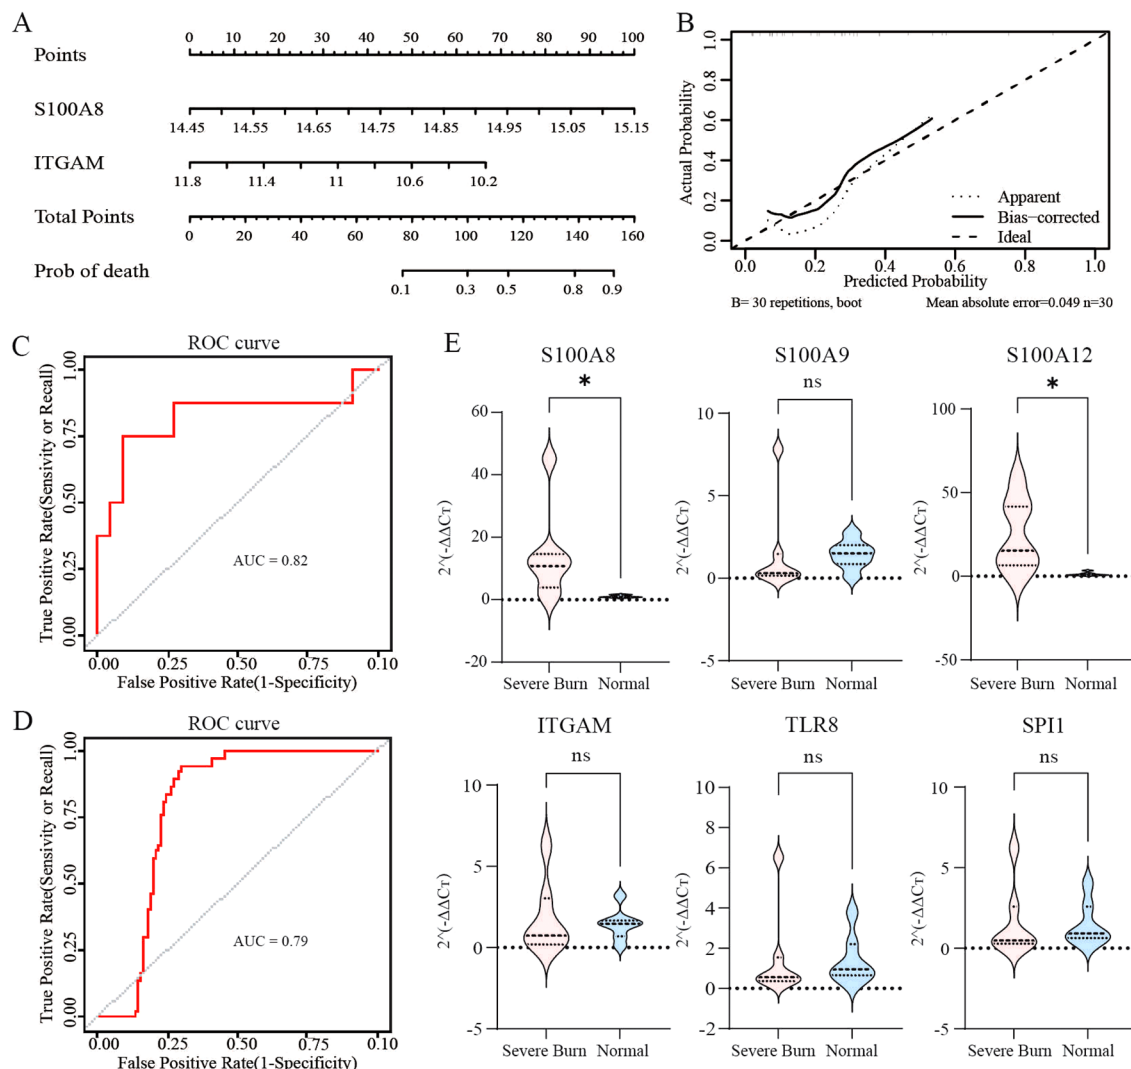 A
Points
0 10 20 30 40 50 60 70 80 90 100
S100A8
14.45 14.55 14.65 14.75 14.85 14.95 15.05 15.15
ITGAM
11.8 11.4 11 10.6 10.2
Total Points
0 20 40 60 80 100 120 140 160
Prob of death
0.1 0.3 0.5 0.8 0.9
B
Actual Probability
1.0
0.8
0.6
0.4
0.2
0.0
Apparent
Bias-corrected
Ideal
0.0 0.2 0.4 0.6 0.8 1.0
Predicted Probability
B= 30 repetitions, boot Mean absolute error=0.049 n=30
C
ROC curve
True Positive Rate(Sensivity or Recall)
1.00
0.75
0.50
0.25
0.00
AUC = 0.82
0.00 0.25 0.50 0.75 0.10
False Positive Rate(1-Specificity)
D
ROC curve
True Positive Rate(Sensivity or Recall)
1.00
0.75
0.50
0.25
0.00
AUC = 0.79
0.00 0.25 0.50 0.75 0.10
False Positive Rate(1-Specificity)
E
S100A8
*
2^(-ΔΔCT)
60
40
20
0
-20
Severe Burn Normal
S100A9
ns
2^(-ΔΔCT)
10
5
0
-5
Severe Burn Normal
S100A12
*
2^(-ΔΔCT)
100
50
0
-50
Severe Burn Normal
ITGAM
ns
2^(-ΔΔCT)
10
5
0
-5
Severe Burn Normal
TLR8
ns
2^(-ΔΔCT)
10
8
6
4
2
0
-2
Severe Burn Normal
SPI1
ns
2^(-ΔΔCT)
10
5
0
-5
Severe Burn Normal